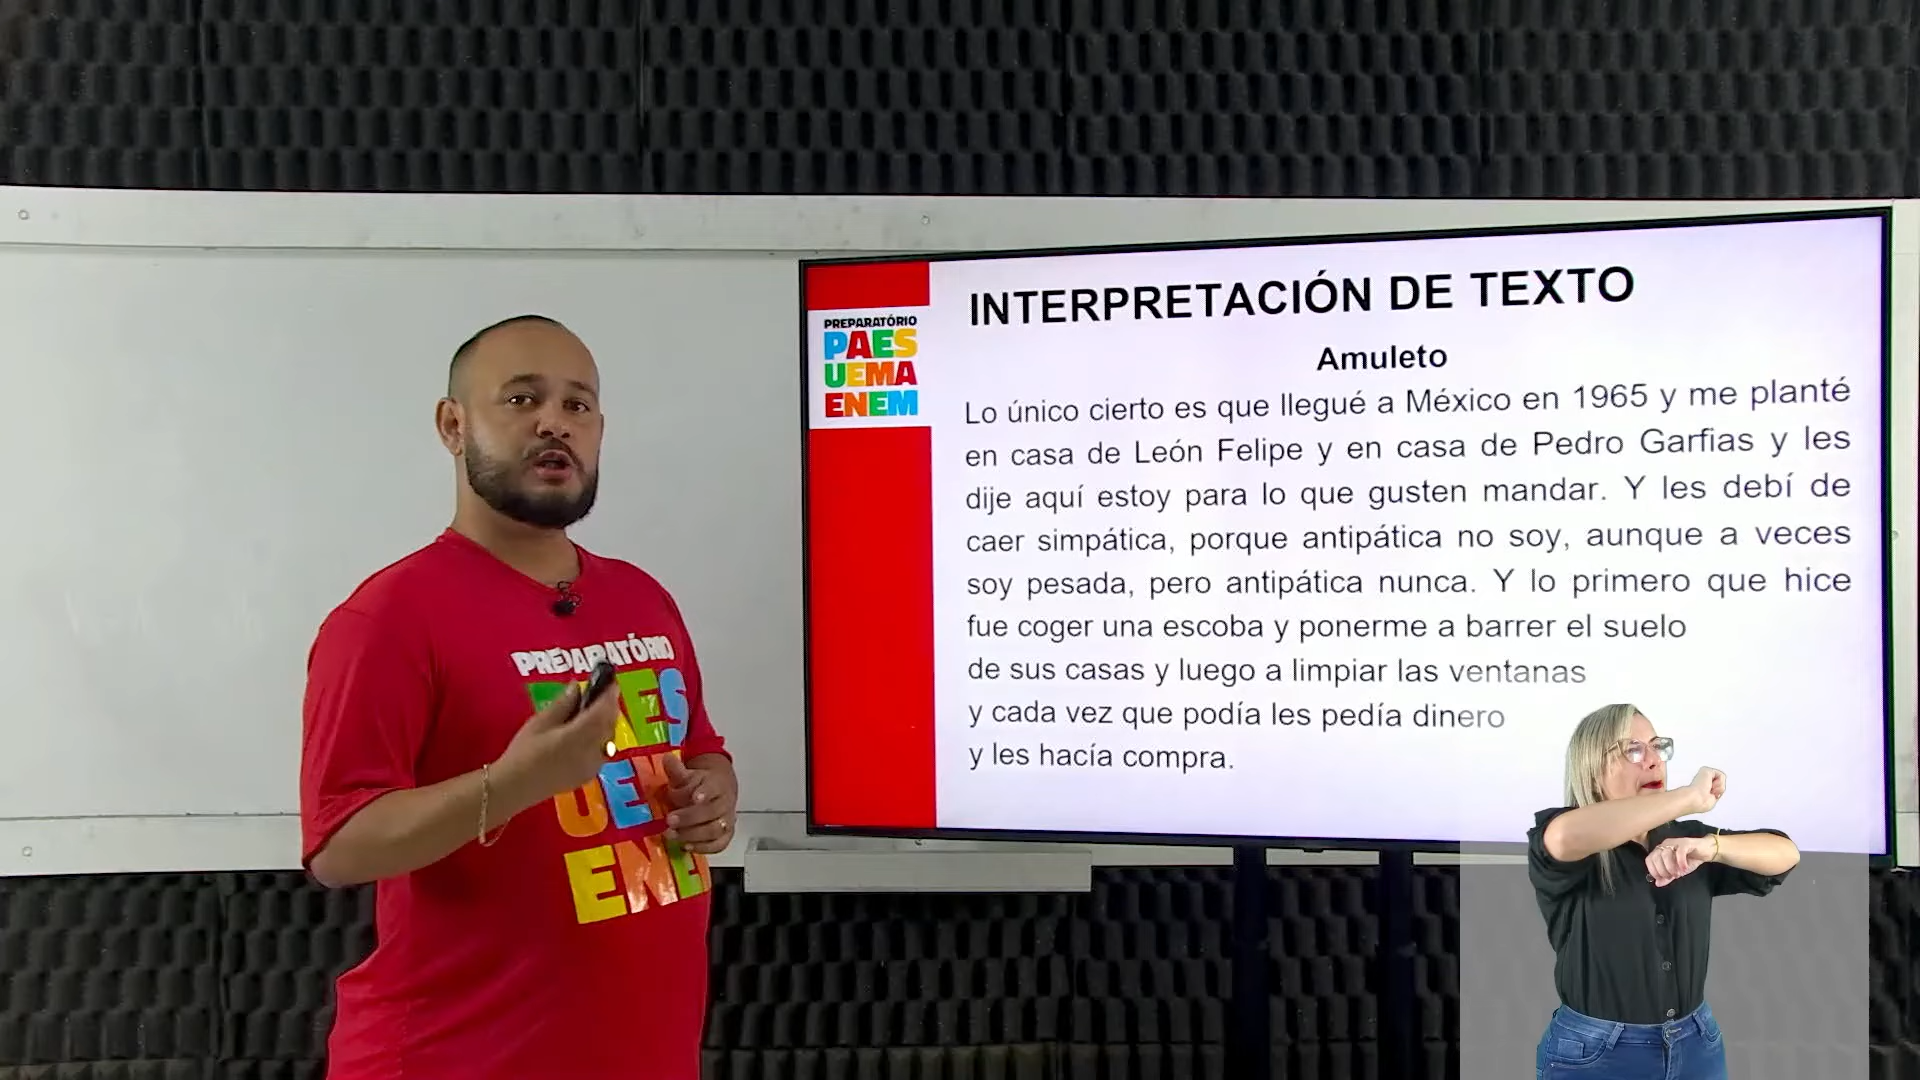 INTERPRETACIÓN DE TEXTO
Amuleto
Lo único cierto es que llegué a México en 1965 y me planté
en casa de León Felipe y en casa de Pedro Garfias y les
dije aquí estoy para lo que gusten mandar. Y les debí de
caer simpática, porque antipática no soy, aunque a veces
soy pesada, pero antipática nunca. Y lo primero que hice
fue coger una escoba y ponerme a barrer el suelo
de sus casas y luego a limpiar las ventanas
y cada vez que podía les pedía dinero
y les hacía compra.
PREPARATÓRIO
PAES
UEMA
ENEM
PREPARATÓRIO
PAES
UEM
ENE